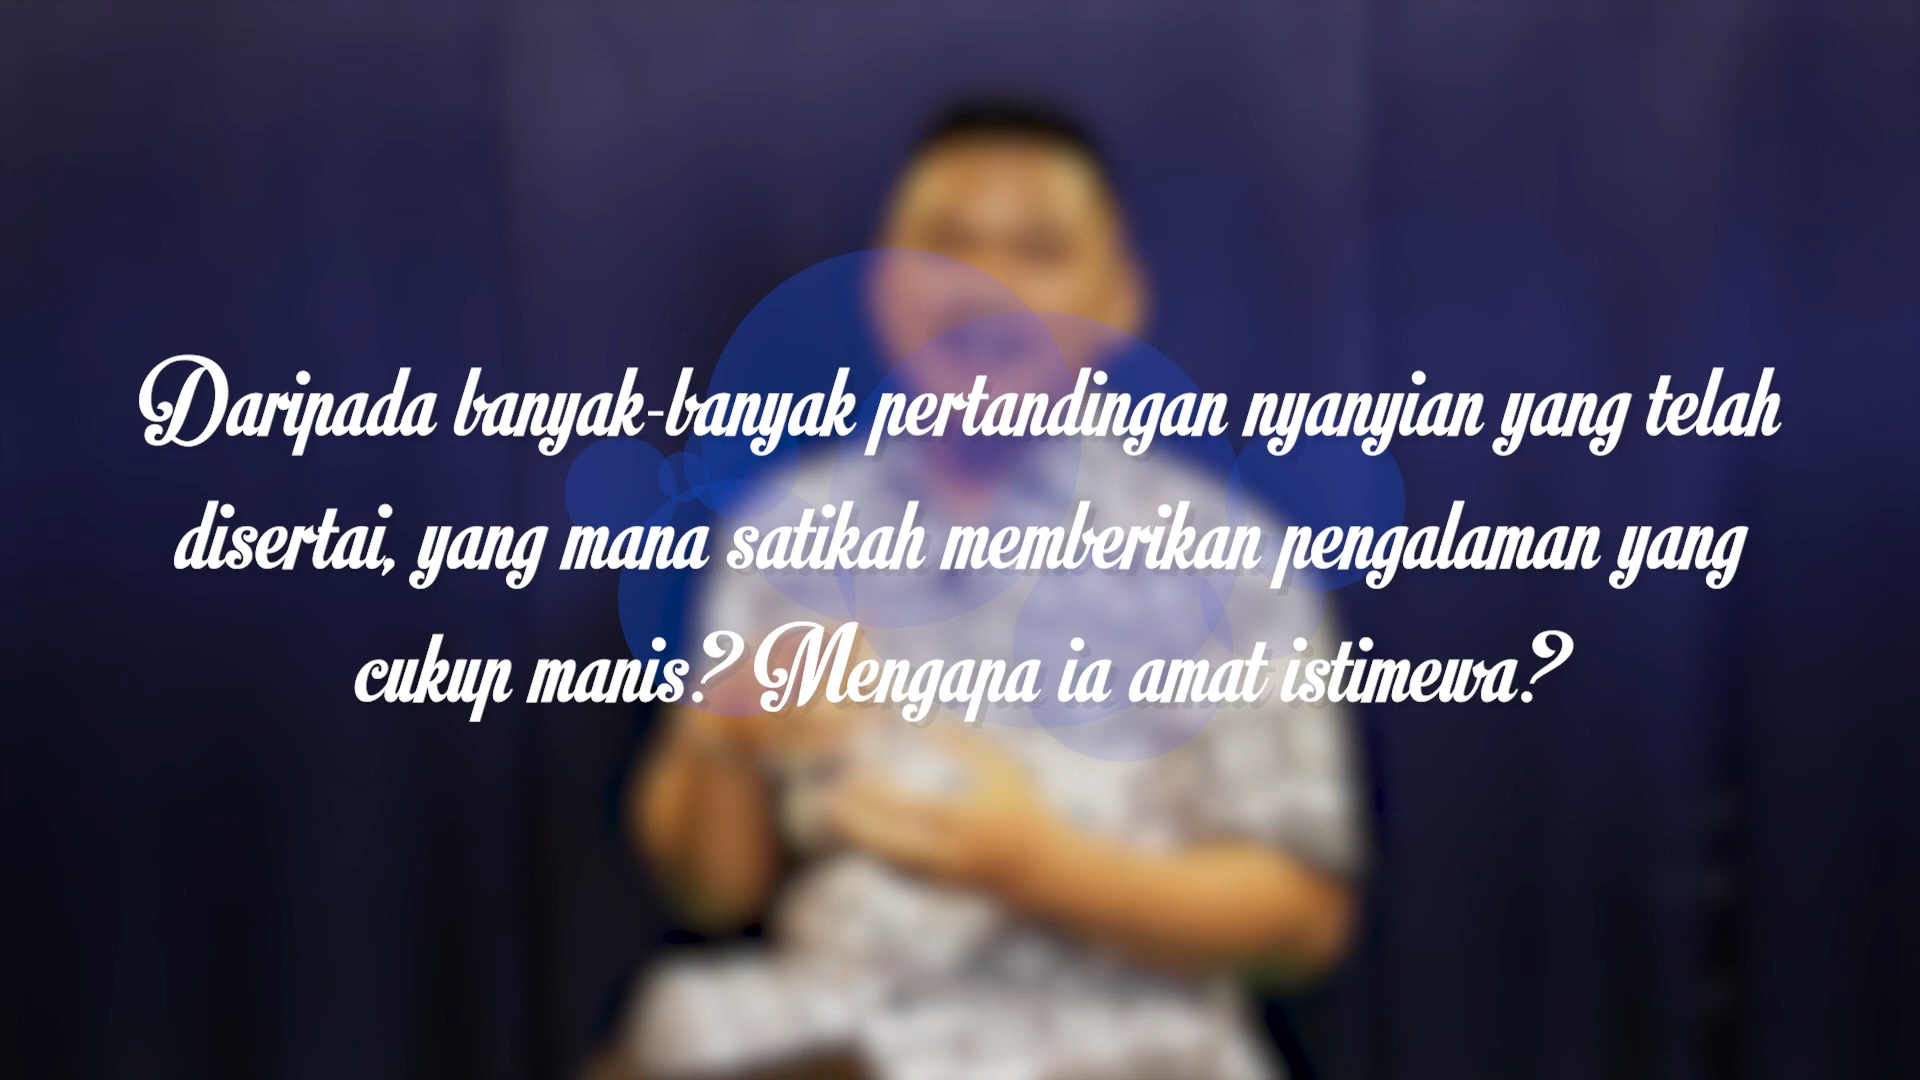 Daripada banyak-banyak pertandingan nyanyian yang telah
disertai, yang mana satikah memberikan pengalaman yang
cukup manis? Mengapa ia amat istimewa?